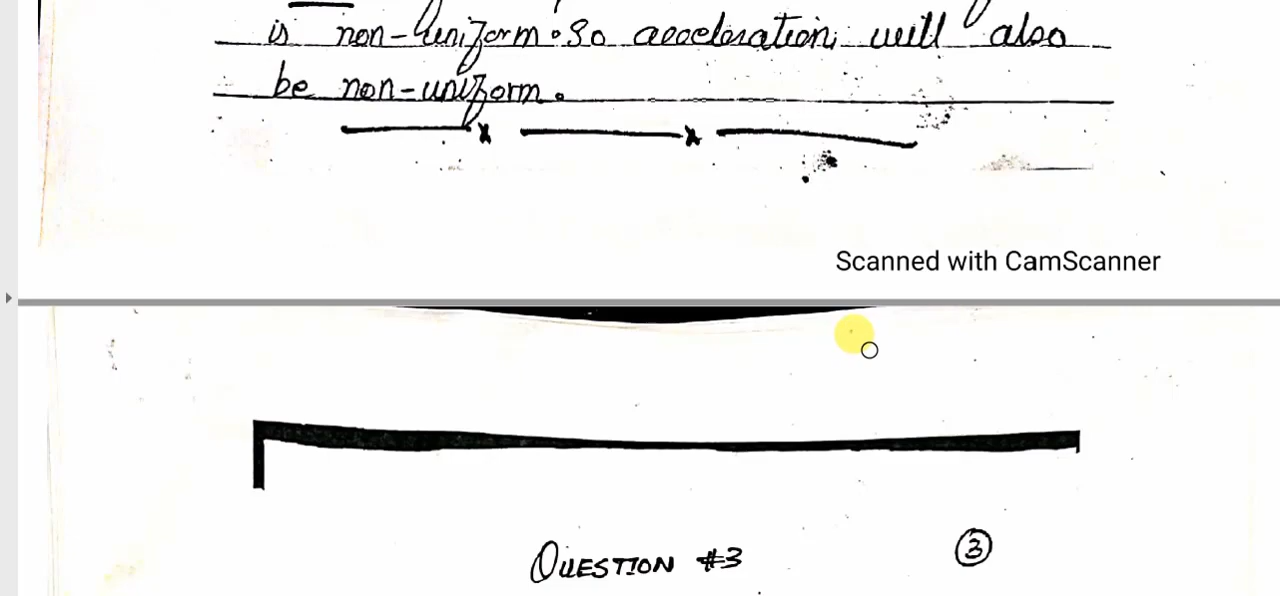 is non-uniform. So acceleration will also
be non-uniform.
Scanned with CamScanner
QUESTION #3
3